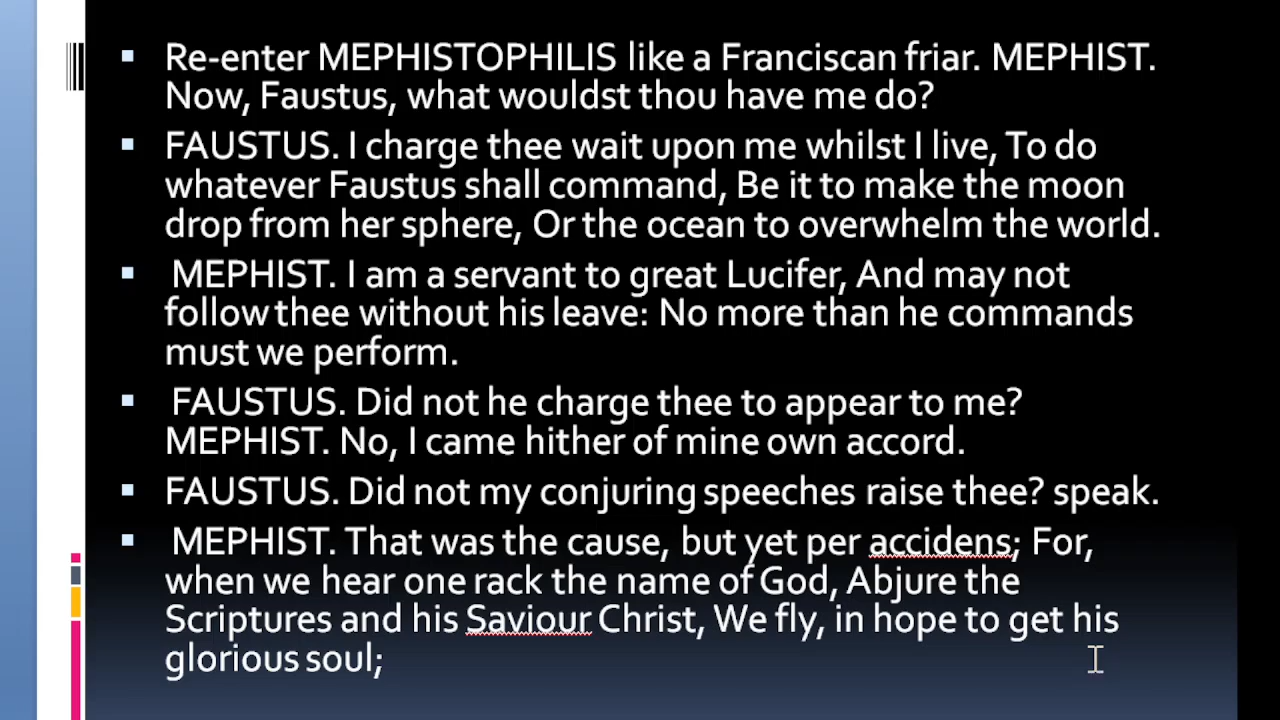 Re-enter MEPHISTOPHILIS like a Franciscan friar. MEPHIST.
Now, Faustus, what wouldst thou have me do?
FAUSTUS. I charge thee wait upon me whilst I live, To do
whatever Faustus shall command, Be it to make the moon
drop from her sphere, Or the ocean to overwhelm the world.
MEPHIST. I am a servant to great Lucifer, And may not
follow thee without his leave: No more than he commands
must we perform.
FAUSTUS. Did not he charge thee to appear to me?
MEPHIST. No, I came hither of mine own accord.
FAUSTUS. Did not my conjuring speeches raise thee? speak.
MEPHIST. That was the cause, but yet per accidens; For,
when we hear one rack the name of God, Abjure the
Scriptures and his Saviour Christ, We fly, in hope to get his
glorious soul;